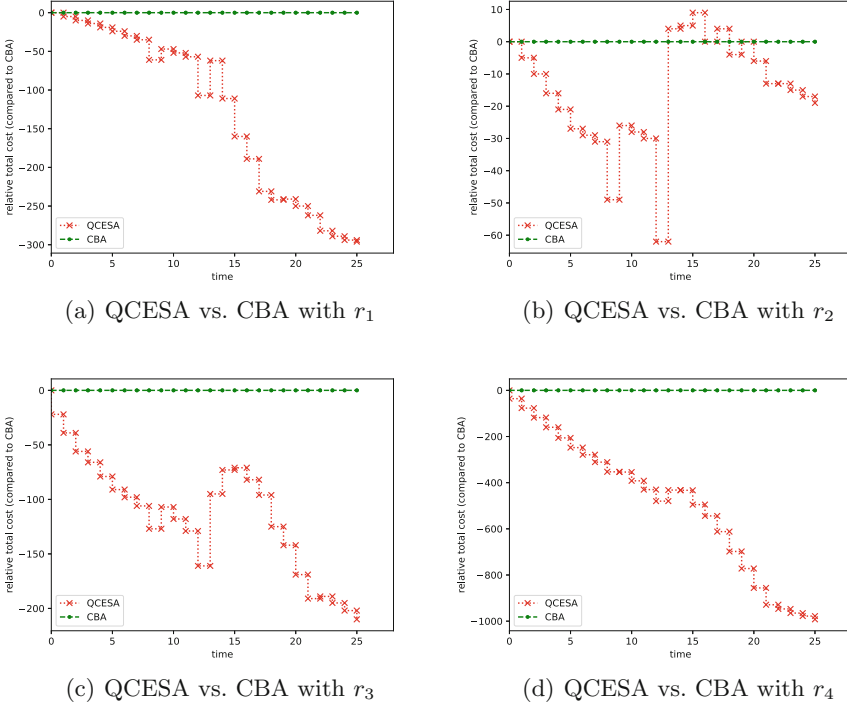 0
−50
−100
−150
−200
−250
−300
relative total cost (compared to CBA)
QCESA
CBA
0 5 10 15 20 25
time
(a) QCESA vs. CBA with r1
10
0
−10
−20
−30
−40
−50
−60
relative total cost (compared to CBA)
QCESA
CBA
0 5 10 15 20 25
time
(b) QCESA vs. CBA with r2
0
−50
−100
−150
−200
relative total cost (compared to CBA)
QCESA
CBA
0 5 10 15 20 25
time
(c) QCESA vs. CBA with r3
0
−200
−400
−600
−800
−1000
relative total cost (compared to CBA)
QCESA
CBA
0 5 10 15 20 25
time
(d) QCESA vs. CBA with r4